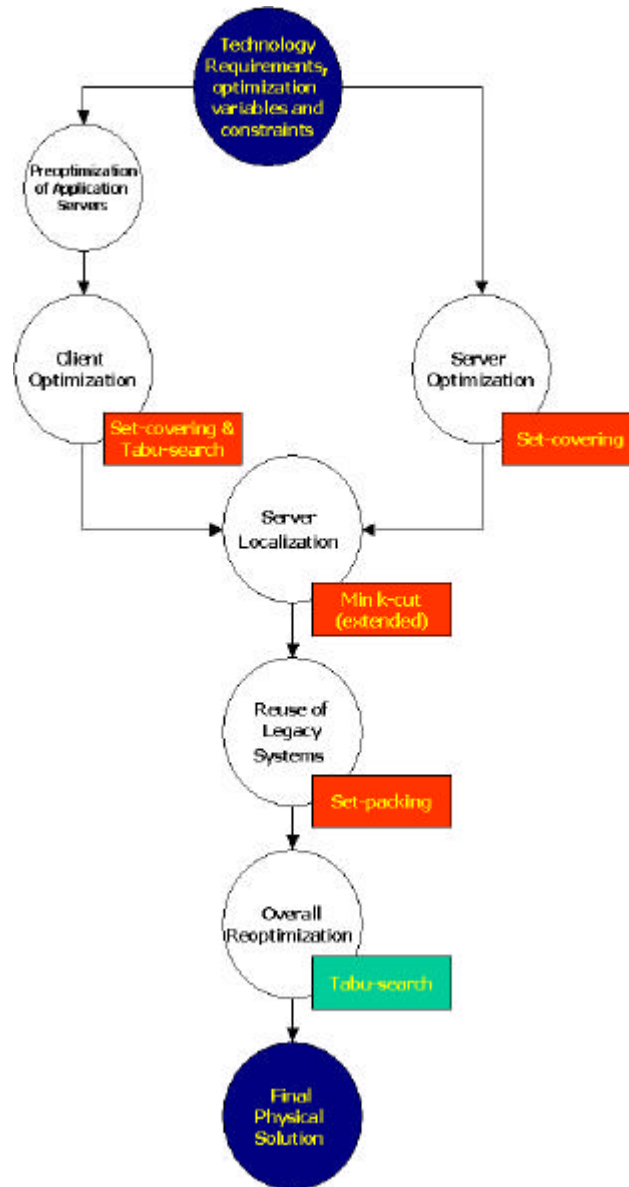 Technology
Requirements,
optimization
variables and
constraints
Preoptimization
of Application
Servers
Client
Optimization
Set-covering &
Tabu-search
Server
Optimization
Set-covering
Server
Localization
Min k-cut
(extended)
Reuse of
Legacy
Systems
Set-packing
Overall
Reoptimization
Tabu-search
Final
Physical
Solution